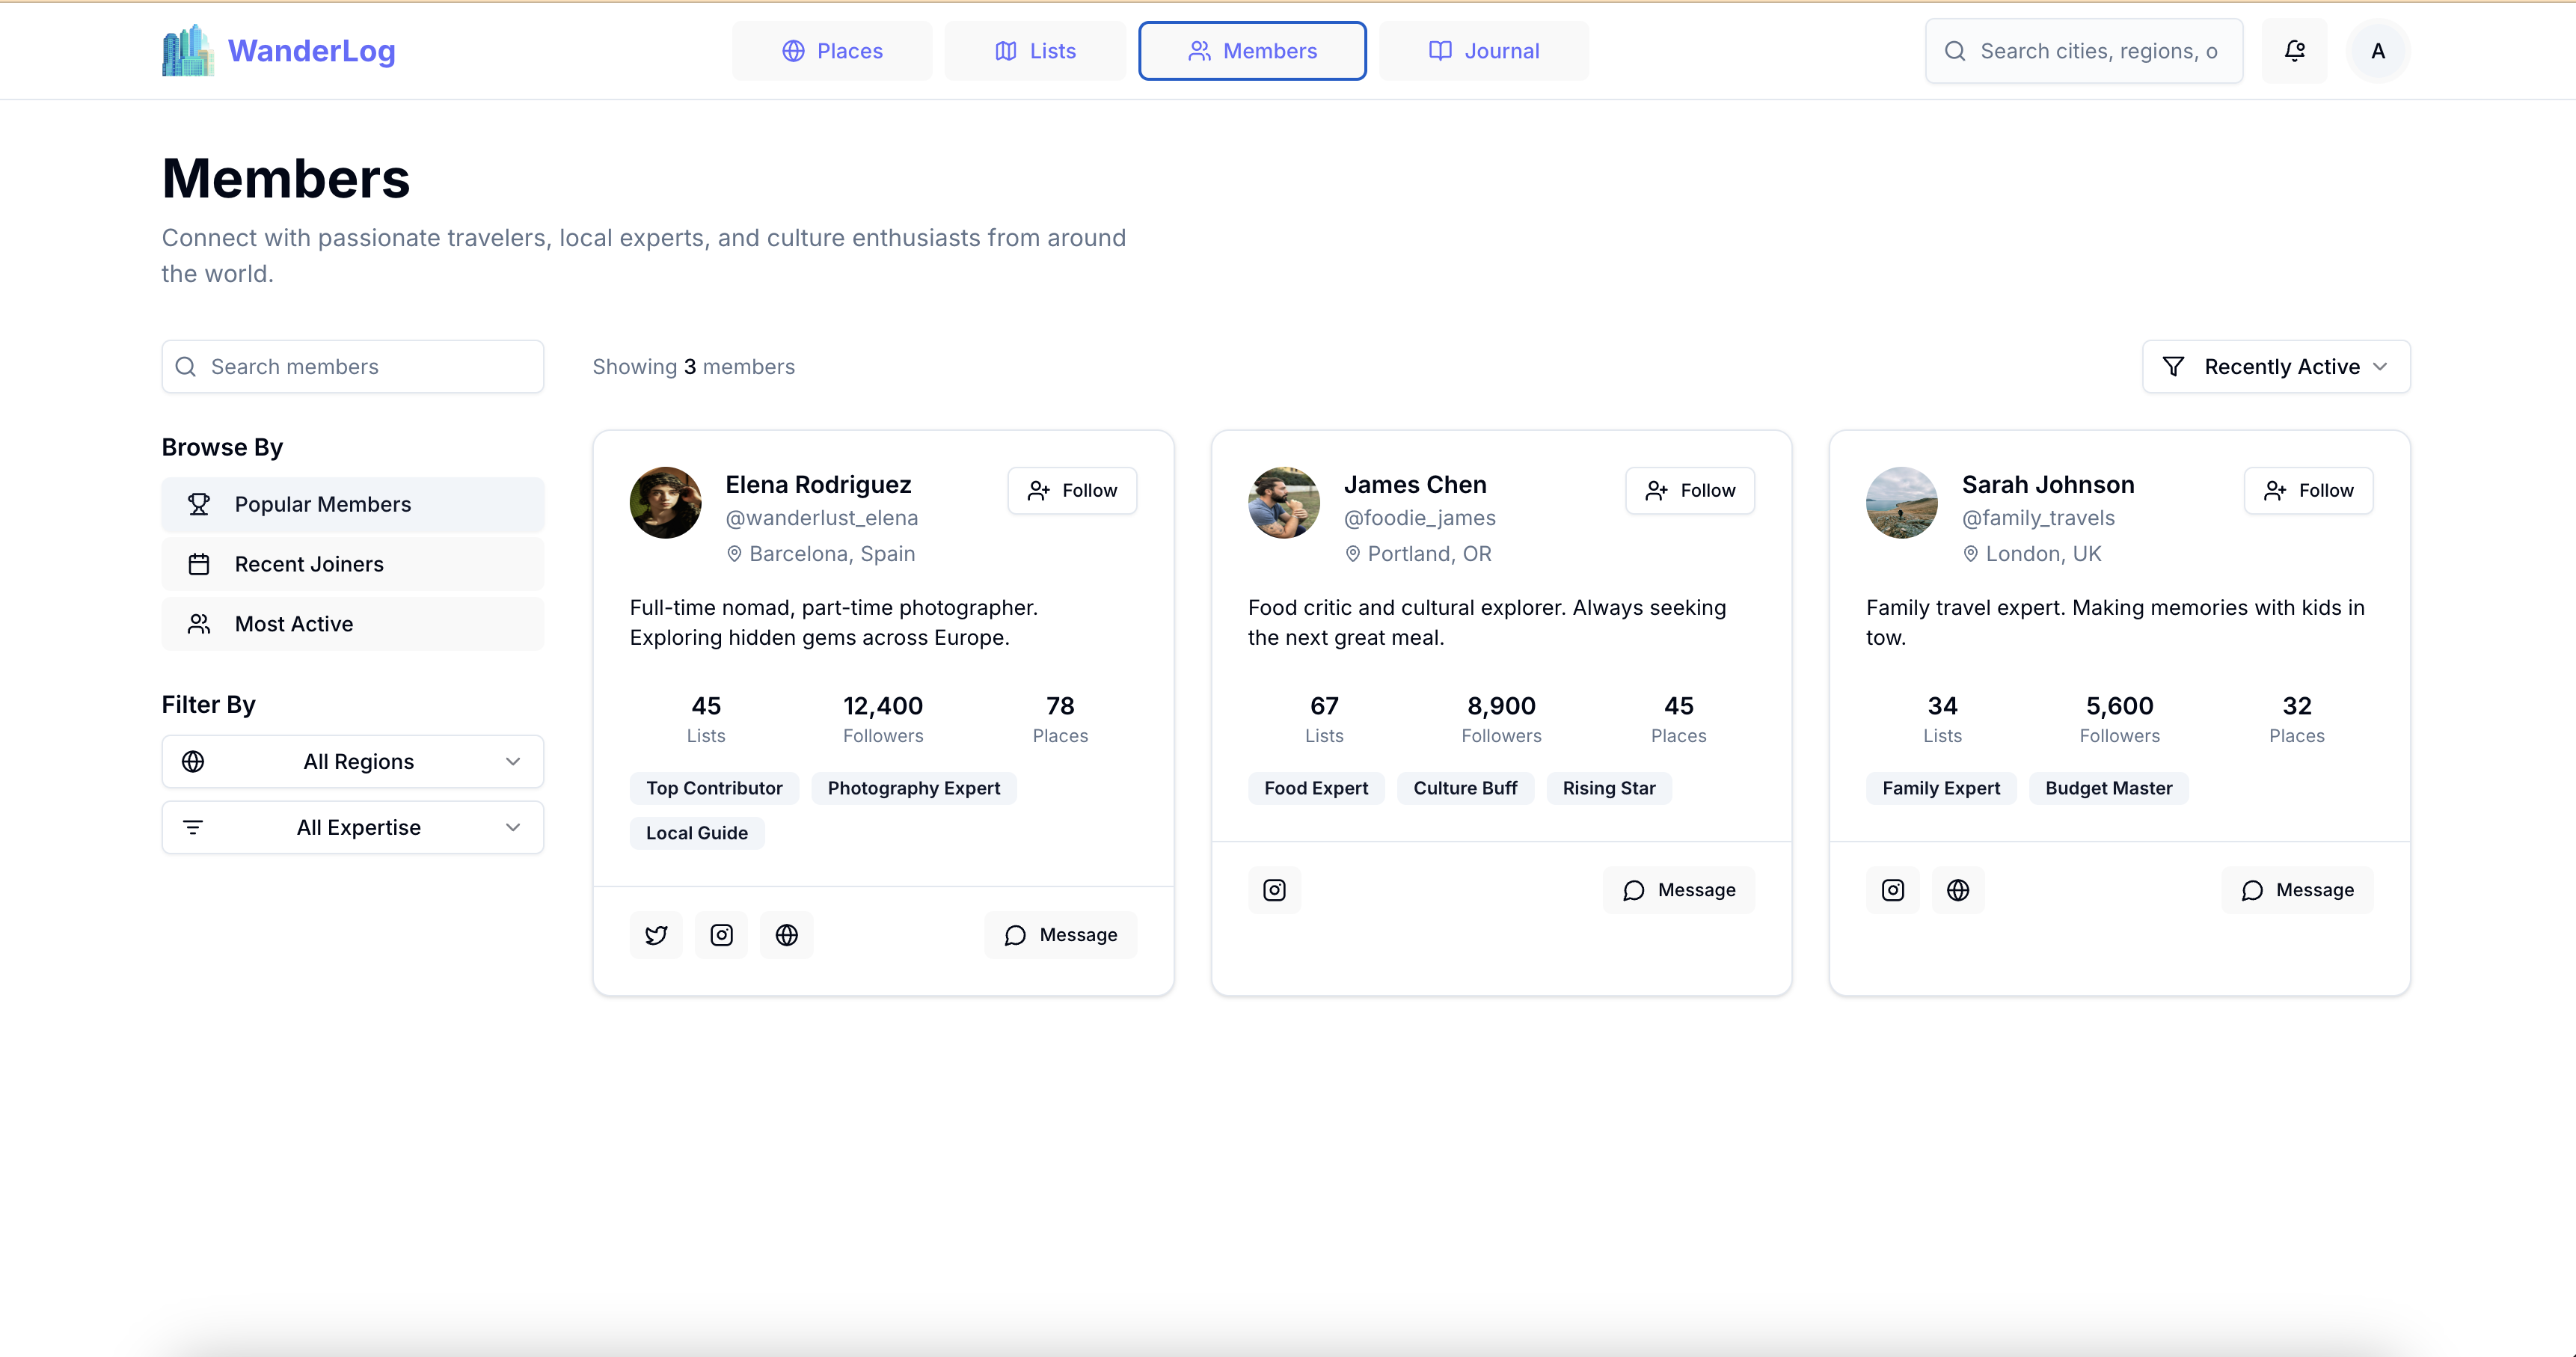 WanderLog
Places
Lists
Members
Journal
Search cities, regions, o
A
Members
Connect with passionate travelers, local experts, and culture enthusiasts from around
the world.
Search members
Browse By
Popular Members
Recent Joiners
Most Active
Filter By
All Regions
All Expertise
Showing 3 members
Recently Active
Elena Rodriguez
@wanderlust_elena
Barcelona, Spain
Follow
Full-time nomad, part-time photographer.
Exploring hidden gems across Europe.
45 12,400 78
Lists Followers Places
Top Contributor Photography Expert
Local Guide
Message
James Chen
@foodie_james
Portland, OR
Follow
Food critic and cultural explorer. Always seeking
the next great meal.
67 8,900 45
Lists Followers Places
Food Expert Culture Buff Rising Star
Message
Sarah Johnson
@family_travels
London, UK
Follow
Family travel expert. Making memories with kids in
tow.
34 5,600 32
Lists Followers Places
Family Expert Budget Master
Message